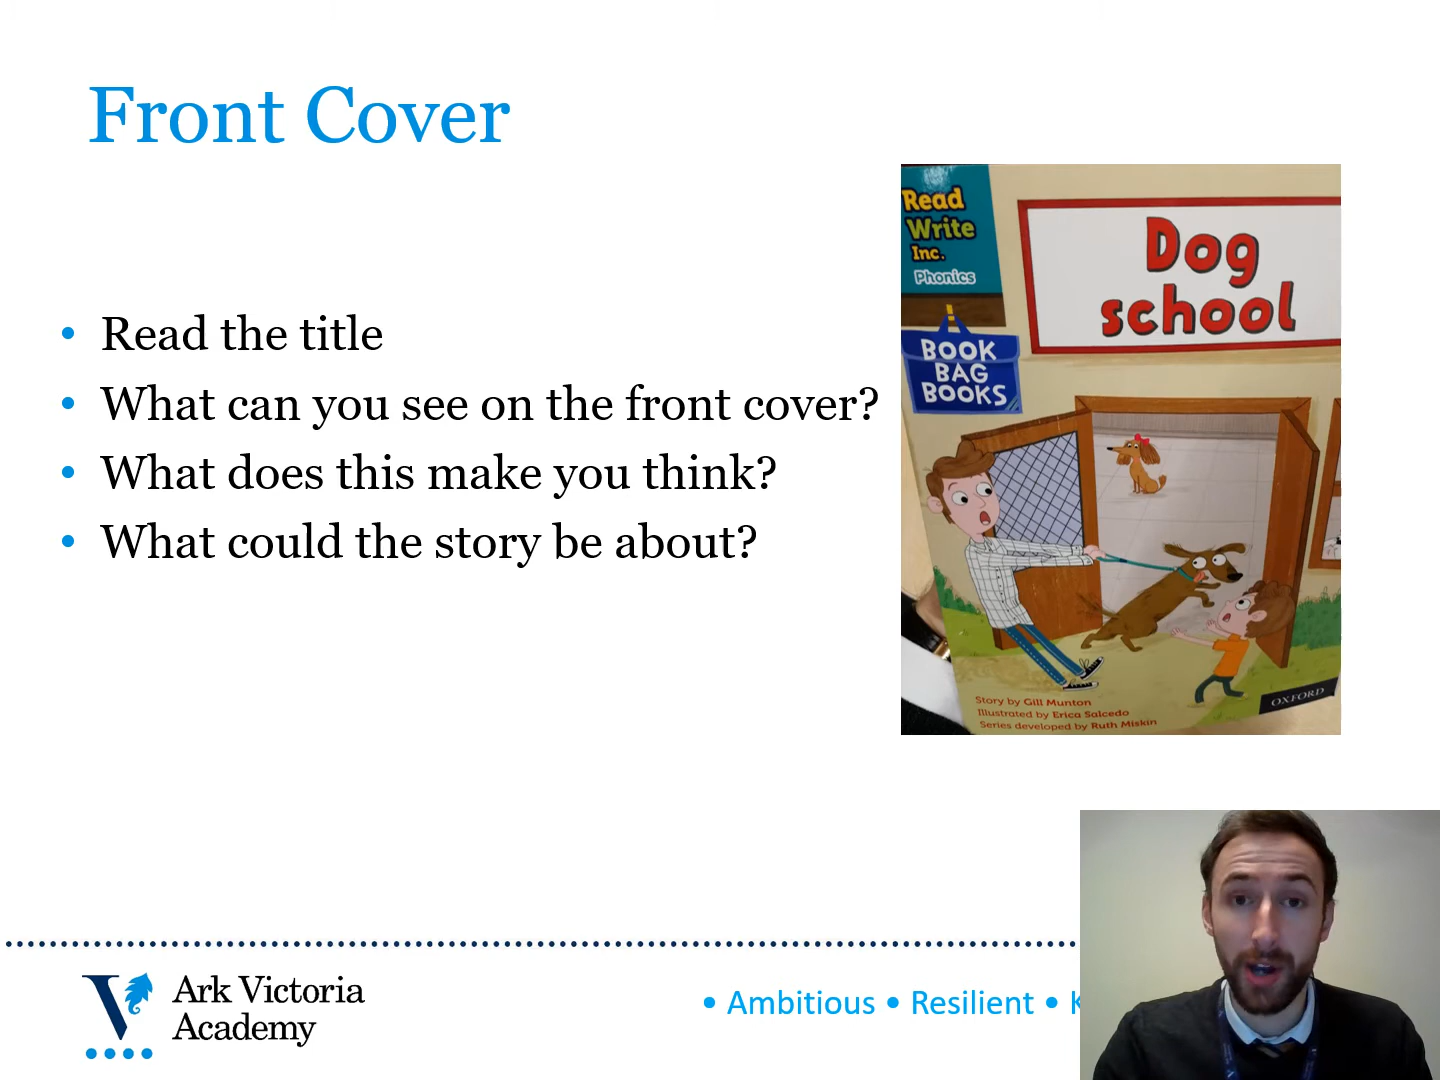 Front Cover
• Read the title
• What can you see on the front cover?
• What does this make you think?
• What could the story be about?
Read
Write
Inc.
Phonics
Dog
school
BOOK
BAG
BOOKS
Story by Gill Munton
Illustrated by Erica Salcedo
Series developed by Ruth Miskin
OXFORD
Ark Victoria
Academy
• Ambitious • Resilient •